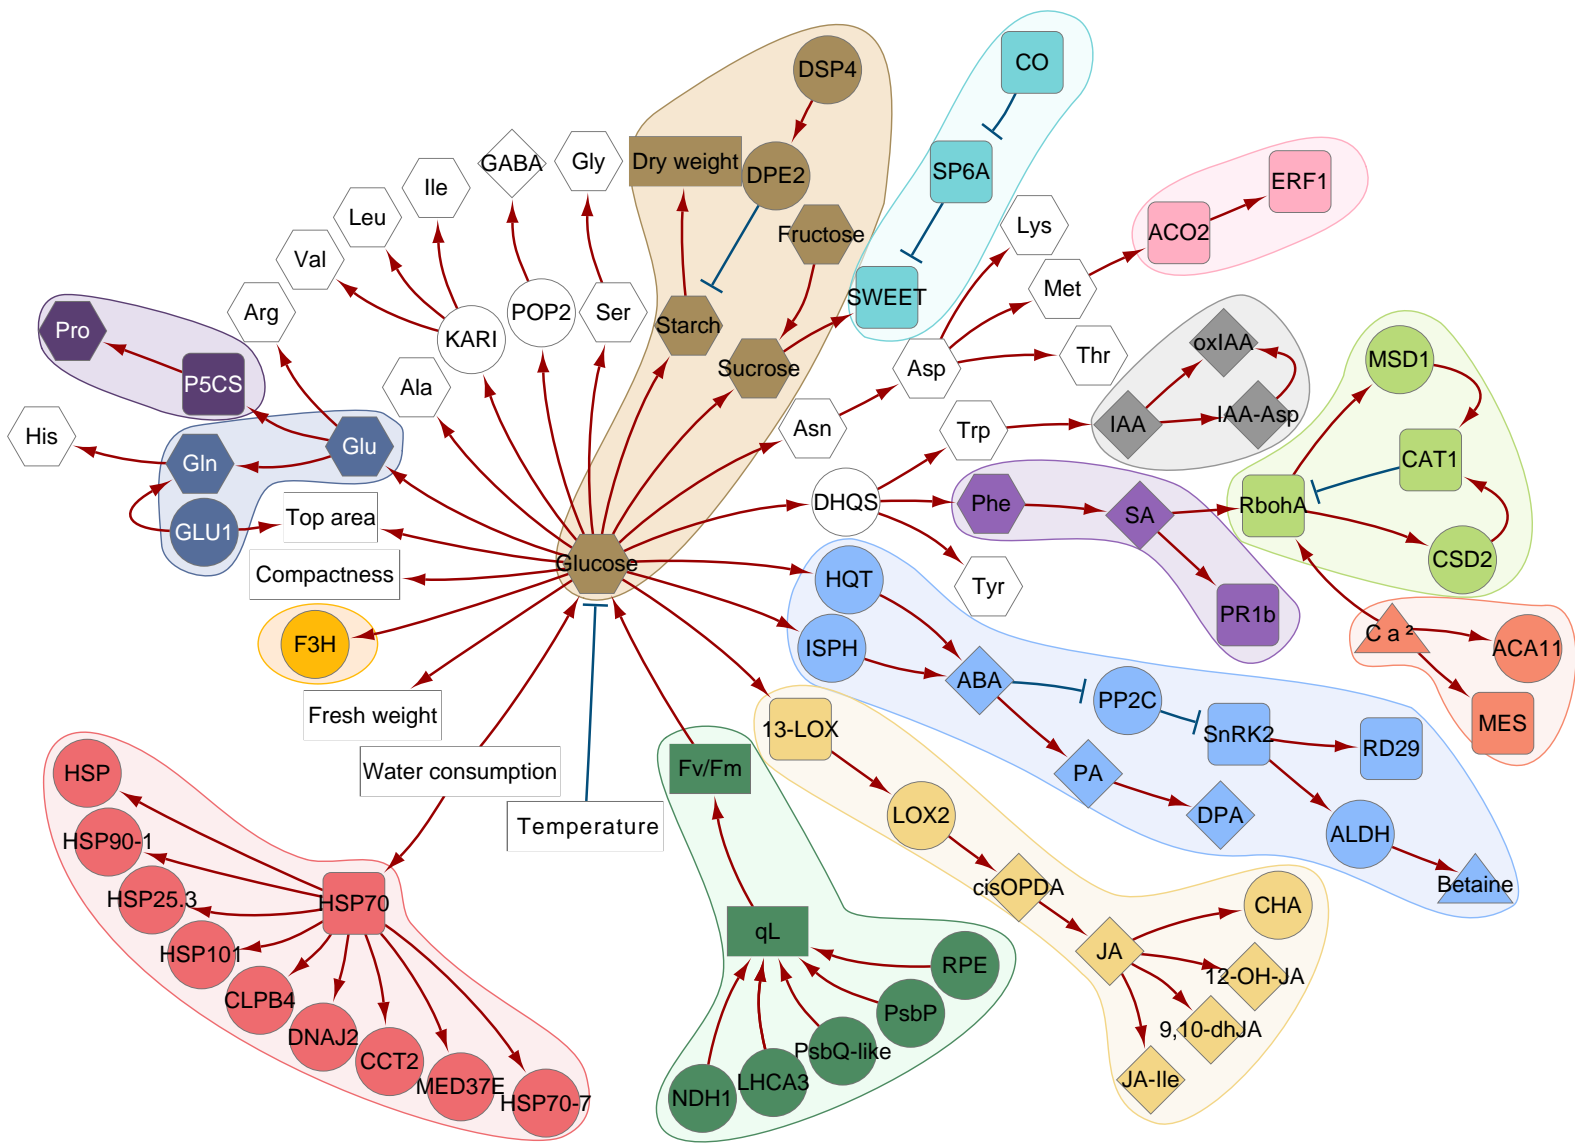 CO
DSP4
Dry weight
DPE2
SP6A
ERF1
ACO2
GABA
Gly
Ile
Leu
Val
Arg
Fructose
Lys
Met
SWEET
Pro
P5CS
KARI
POP2
Ser
Starch
Sucrose
Asp
Thr
oxIAA
MSD1
Ala
Asn
Trp
IAA
IAA-Asp
His
Gln
Glu
CAT1
GLU1
Top area
DHQS
Phe
SA
RbohA
CSD2
Compactness
Glucose
HQT
Tyr
PR1b
F3H
ISPH
ABA
Ca²
ACA11
Fresh weight
13-LOX
PP2C
SnRK2
RD29
MES
HSP
Water consumption
Fv/Fm
PA
HSP90-1
Temperature
LOX2
DPA
ALDH
HSP25.3
HSP70
cisOPDA
Betaine
HSP101
qL
CHA
CLPB4
RPE
JA
12-OH-JA
DNAJ2
PsbP
9,10-dhJA
CCT2
PsbQ-like
MED37E
LHCA3
JA-Ile
HSP70-7
NDH1